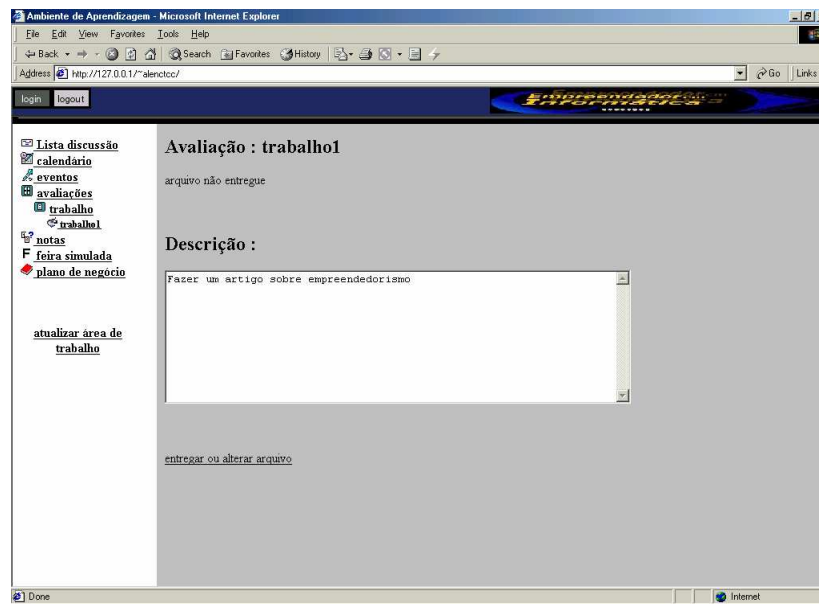 Ambiente de Aprendizagem - Microsoft Internet Explorer
File Edit View Favorites Tools Help
Back Search Favorites History
Address http://127.0.0.1/~alenctcc/ Go Links
login logout
Empreendedor em
Informática
Lista discussão
calendário
eventos
avaliações
trabalho
trabalho1
notas
F feira simulada
plano de negócio
atualizar área de
trabalho
Avaliação : trabalho1
arquivo não entregue
Descrição :
Fazer um artigo sobre empreendedorismo
entregar ou alterar arquivo
Done Internet